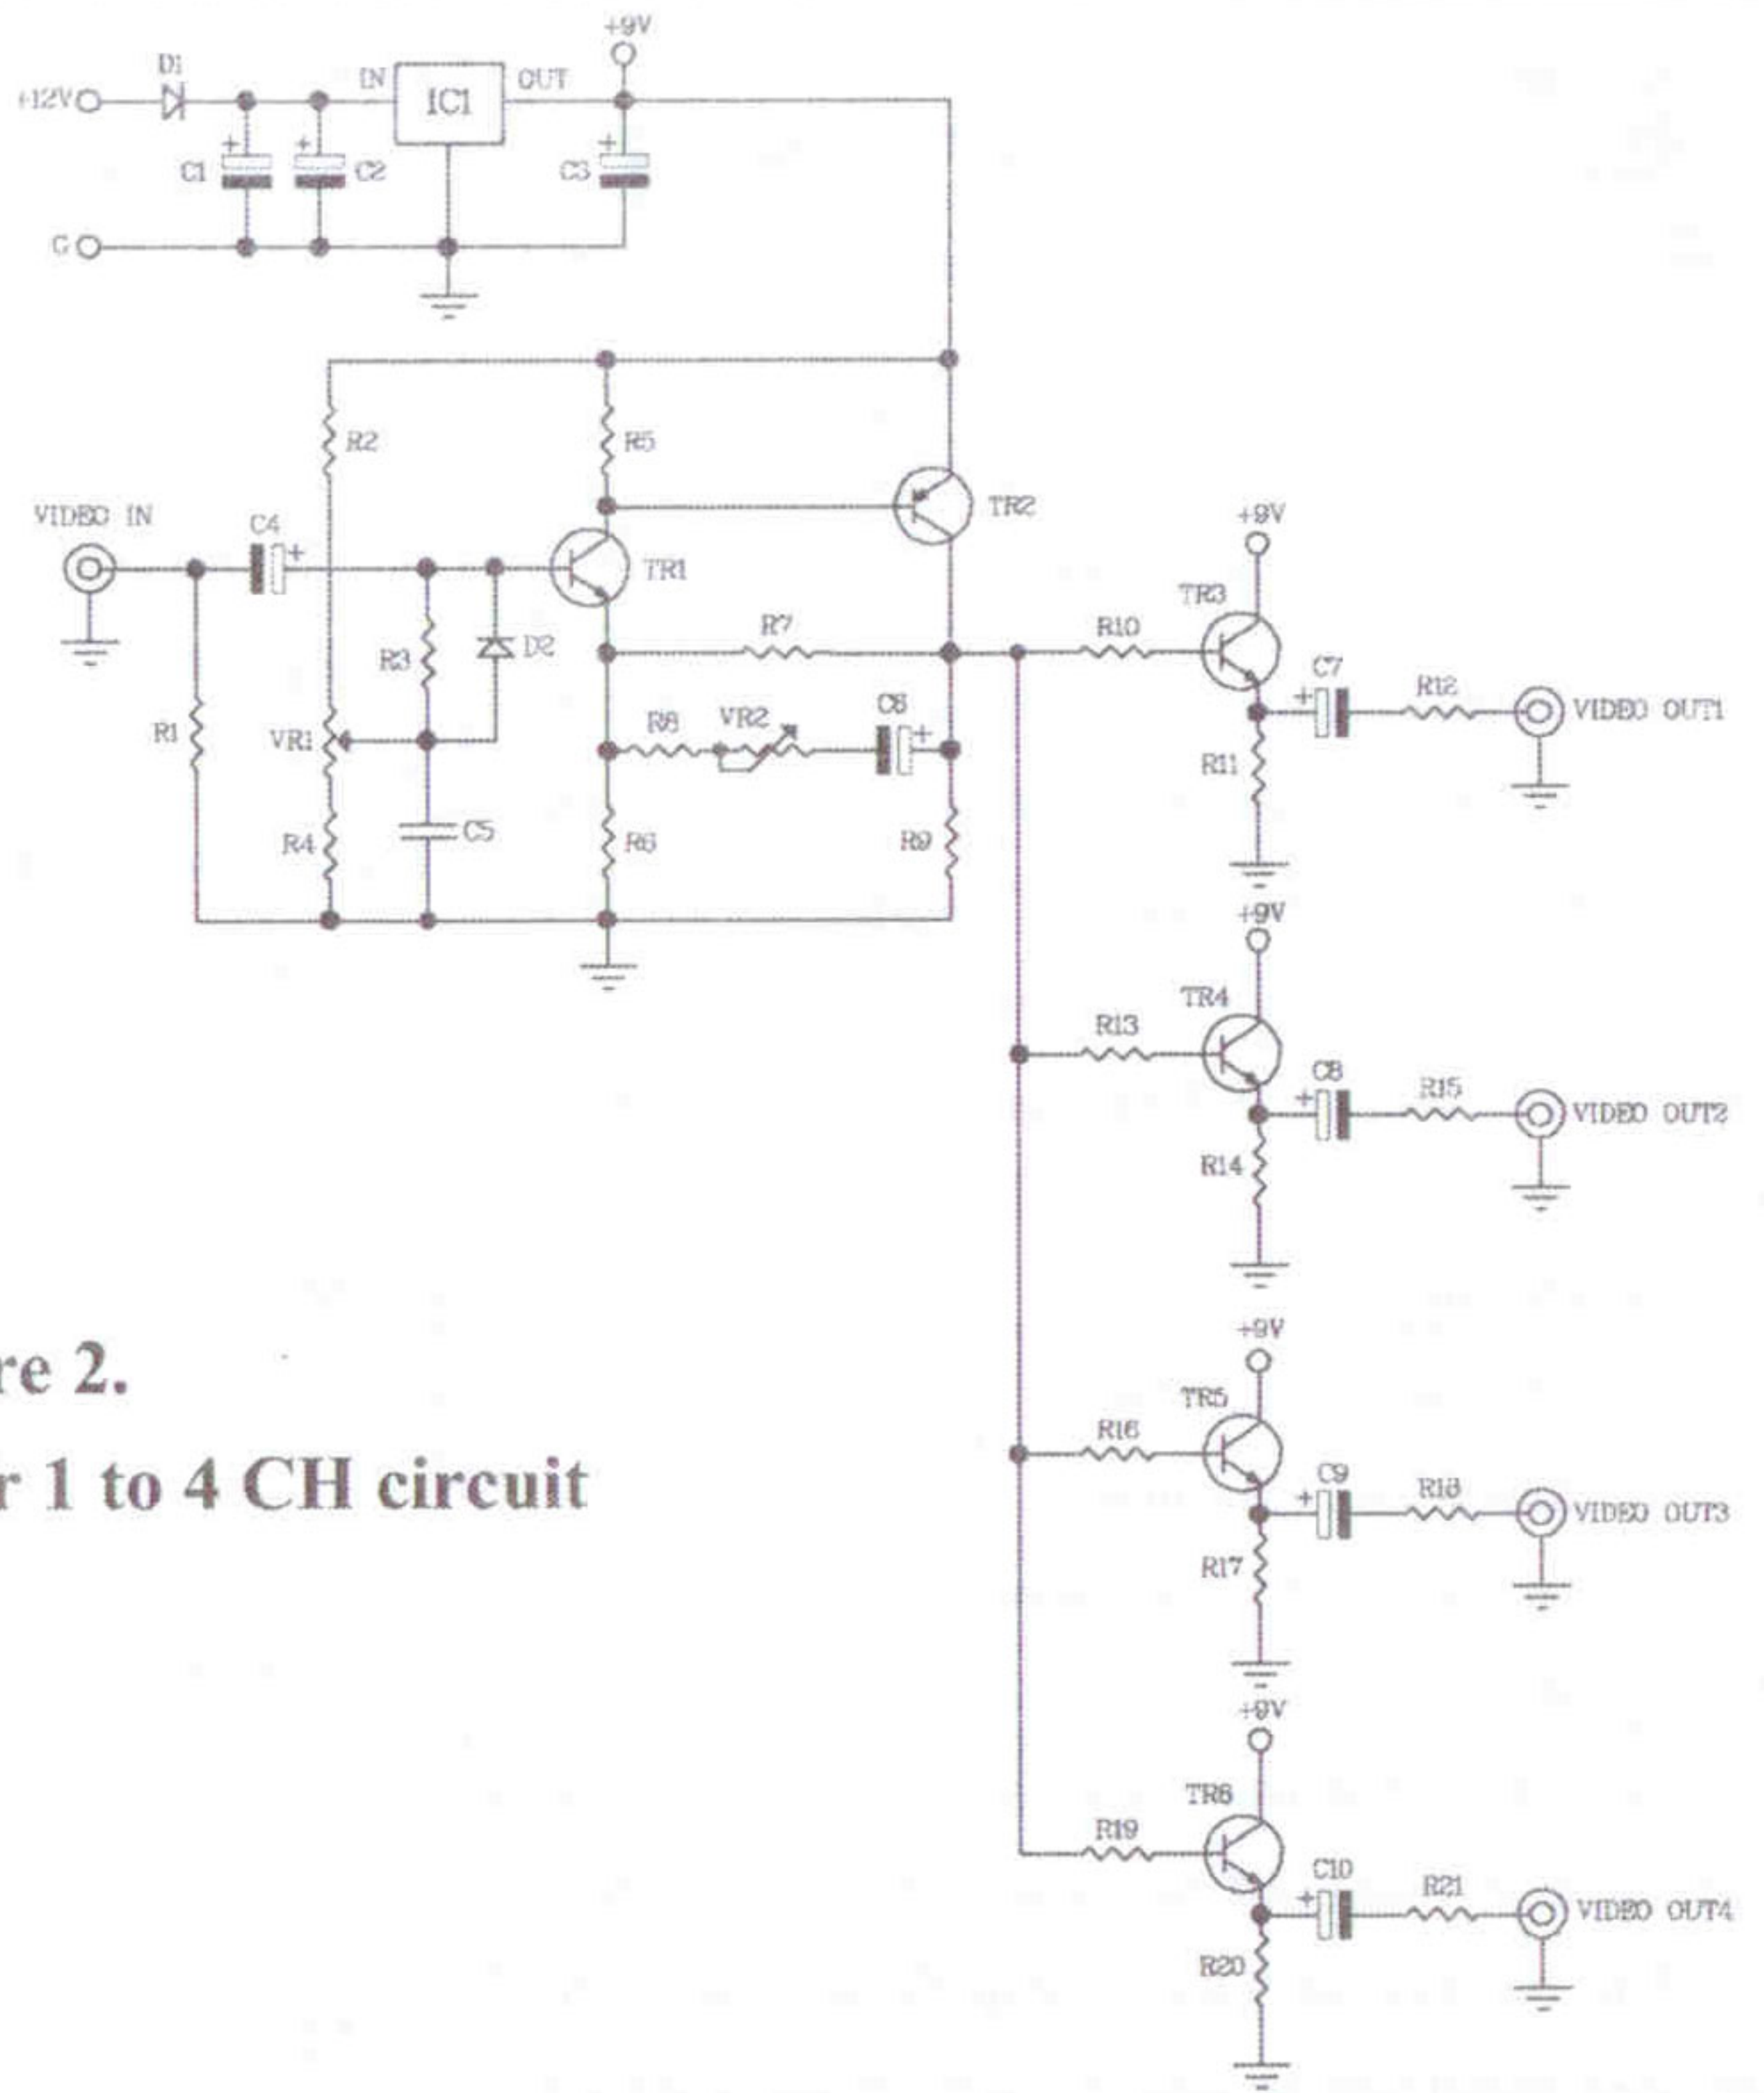 +9V
D1
+12V
IN
IC1
OUT
C1
C2
C3
G
R2
R5
VIDEO IN
C4
TR2
TR1
+9V
TR3
R7
R10
R3
D2
C7
R12
VIDEO OUT1
R1
VR1
R8
VR2
C6
R11
R4
C5
R6
R9
+9V
TR4
R13
C8
R15
VIDEO OUT2
R14
+9V
re 2.
TR5
R16
C9
R18
VIDEO OUT3
r 1 to 4 CH circuit
R17
+9V
TR6
R19
C10
R21
VIDEO OUT4
R20